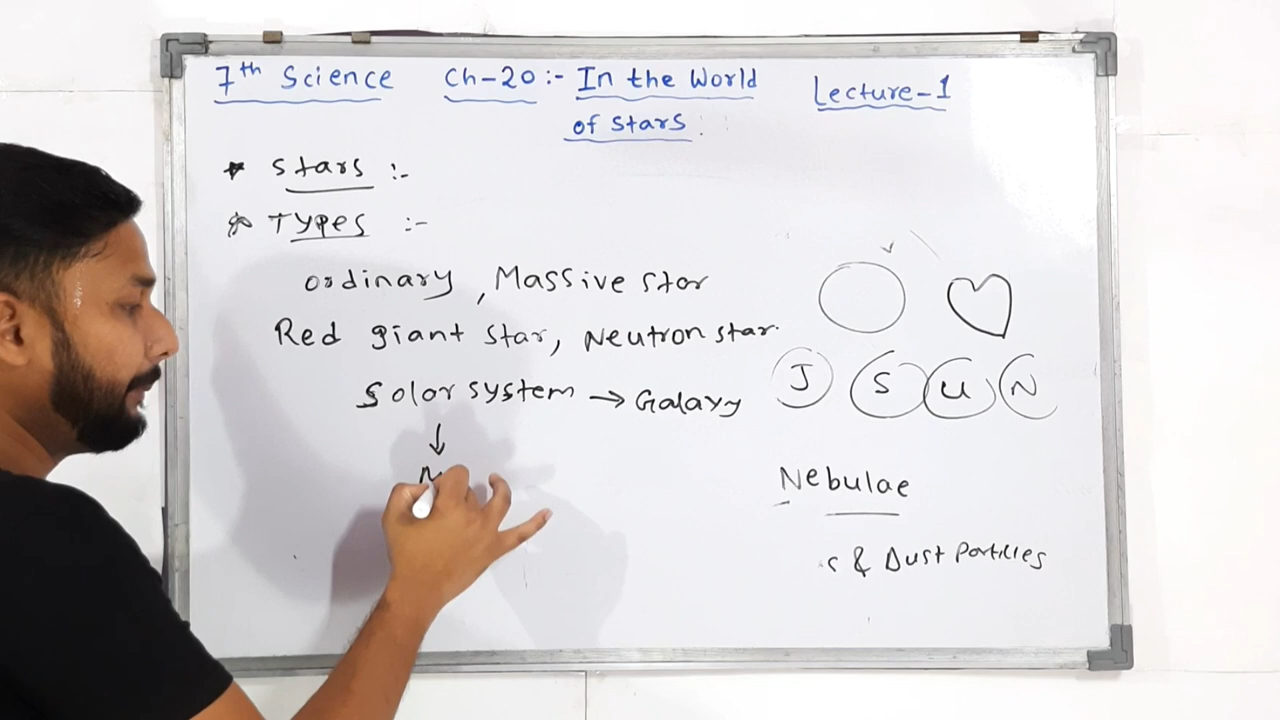 7th Science Ch-20:- In the World of Stars Lecture-1
* Stars :-
* Types :-
ordinary, Massive Star
Red giant Star, Neutron star.
Solor system → Galaxy
↓
J S U N
Nebulae
& Dust Particles